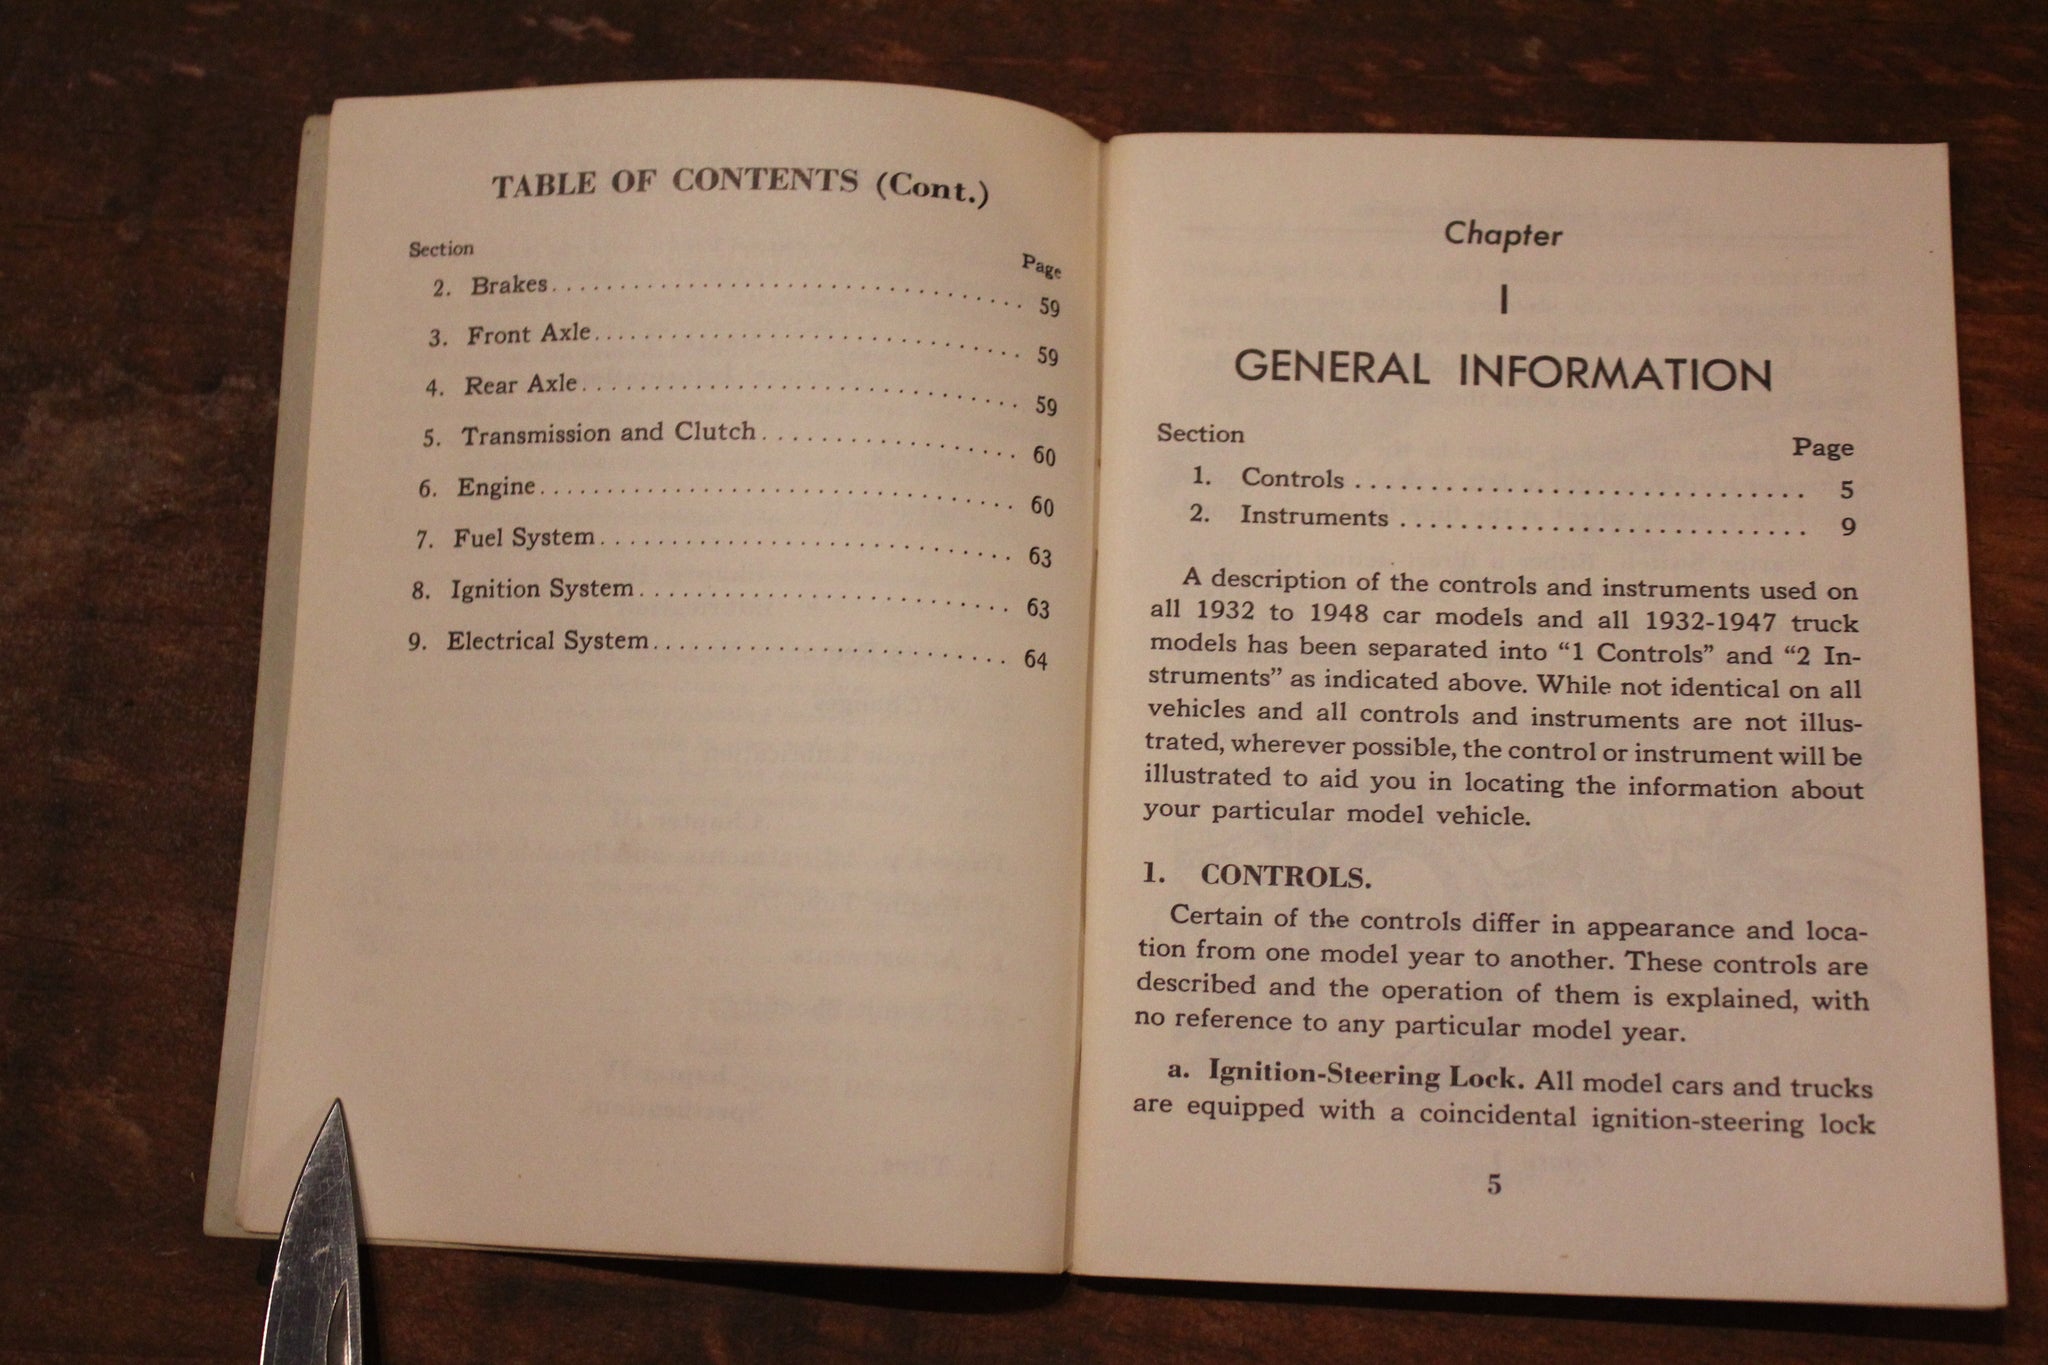 TABLE OF CONTENTS (Cont.)
Section Page
2. Brakes.................................... 59
3. Front Axle................................ 59
4. Rear Axle................................. 59
5. Transmission and Clutch................... 60
6. Engine.................................... 60
7. Fuel System............................... 63
8. Ignition System........................... 63
9. Electrical System......................... 64
Chapter
I
GENERAL INFORMATION
Section Page
1. Controls .............................. 5
2. Instruments ........................... 9
A description of the controls and instruments used on
all 1932 to 1948 car models and all 1932-1947 truck
models has been separated into “1 Controls” and “2 In-
struments” as indicated above. While not identical on all
vehicles and all controls and instruments are not illus-
trated, wherever possible, the control or instrument will be
illustrated to aid you in locating the information about
your particular model vehicle.
1. CONTROLS.
Certain of the controls differ in appearance and loca-
tion from one model year to another. These controls are
described and the operation of them is explained, with
no reference to any particular model year.
a. Ignition-Steering Lock. All model cars and trucks
are equipped with a coincidental ignition-steering lock
5